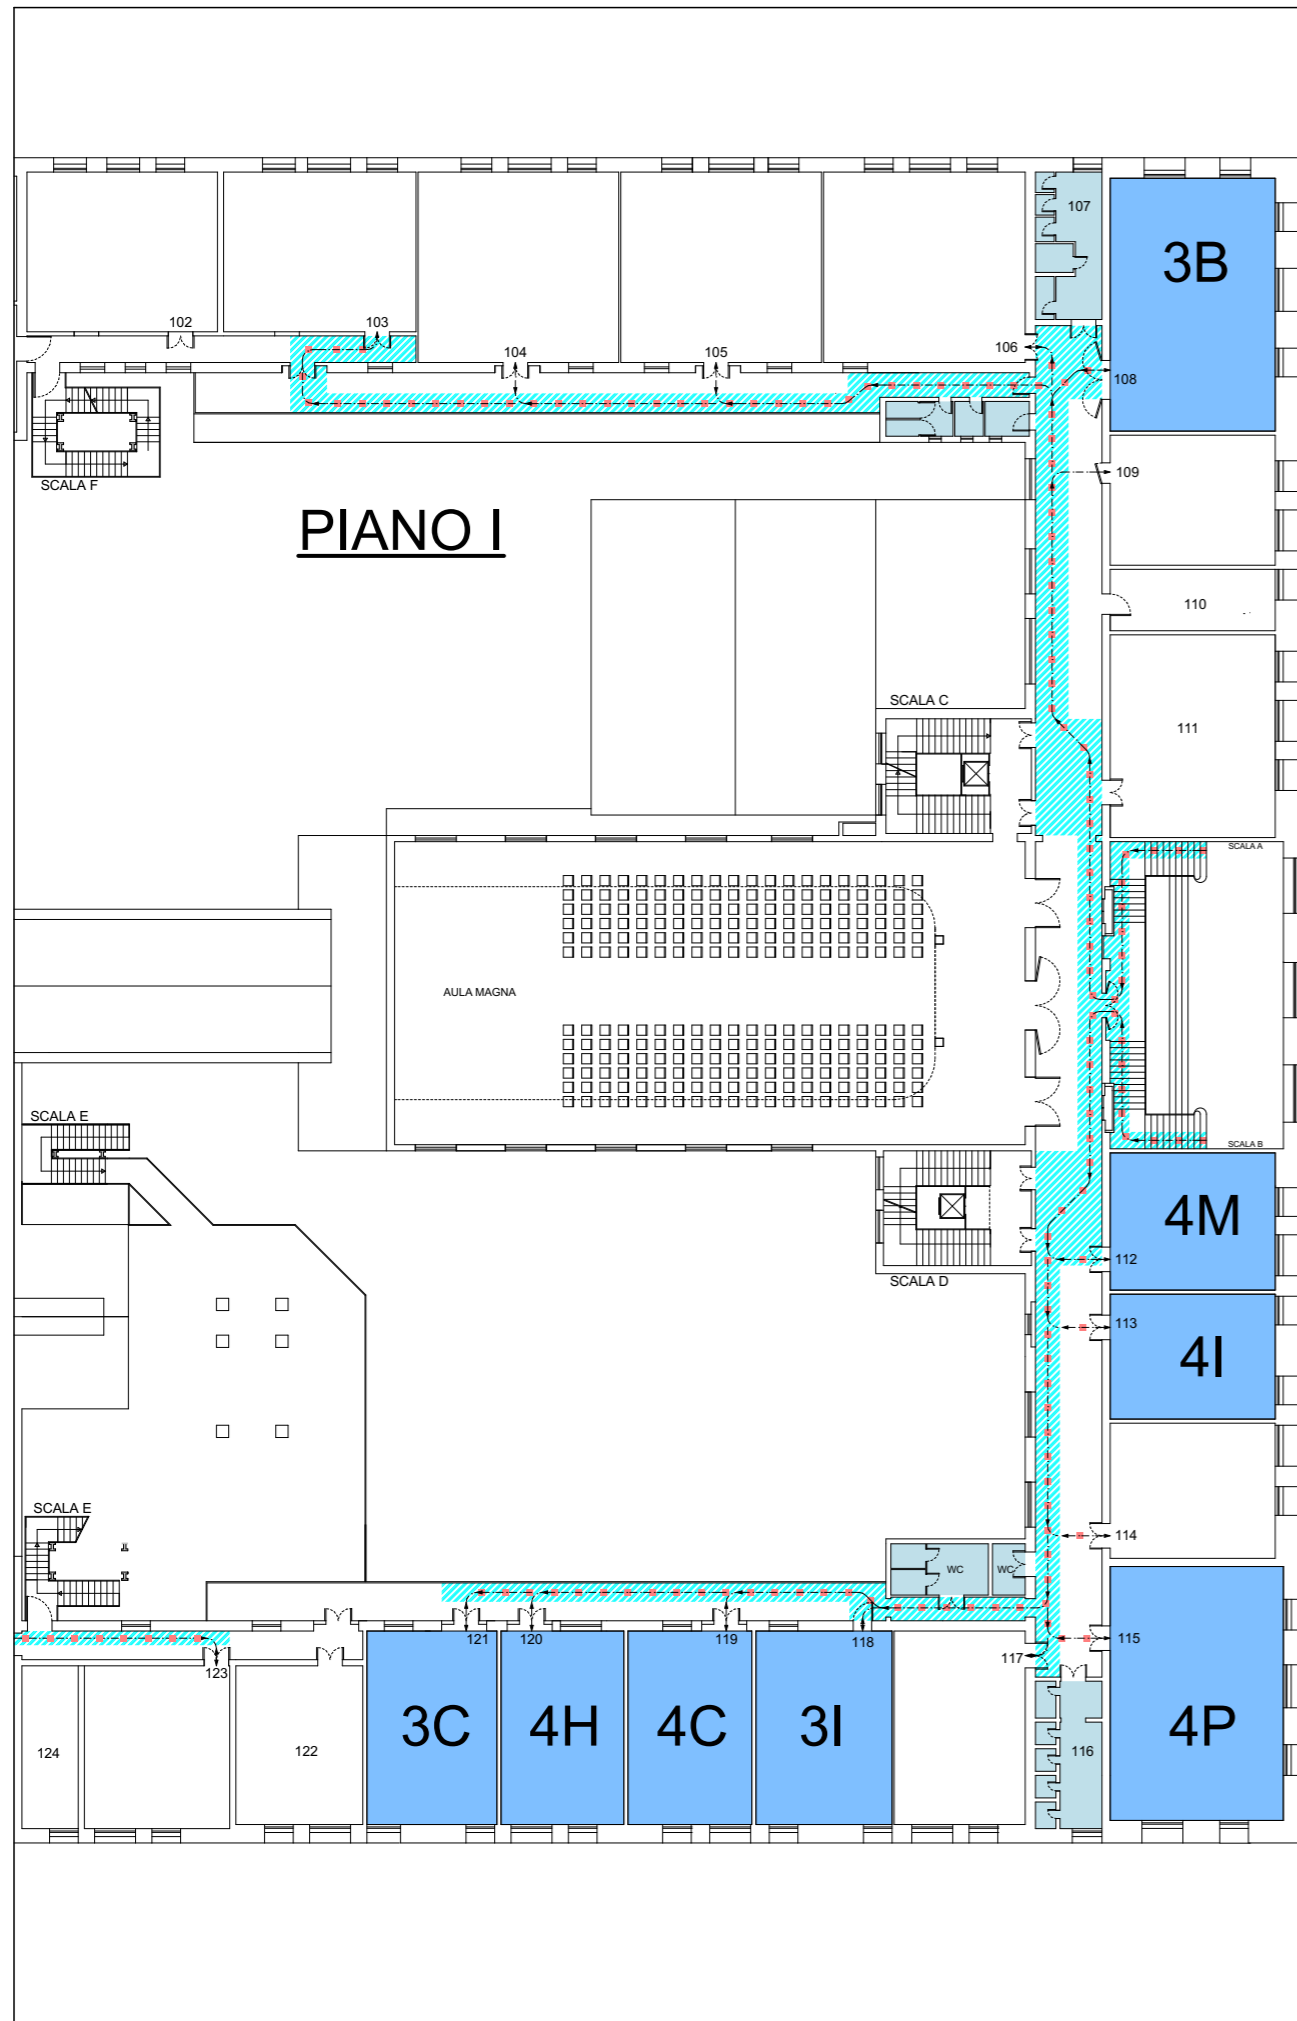 107
3B
102
103
104
105
106
108
SCALA F
109
PIANO I
110
SCALA C
111
SCALA A
AULA MAGNA
SCALA E
SCALA B
4M
112
SCALA D
113
4I
SCALA E
114
WC
WC
121
120
119
118
117
115
123
3C
4H
4C
3I
4P
124
122
116